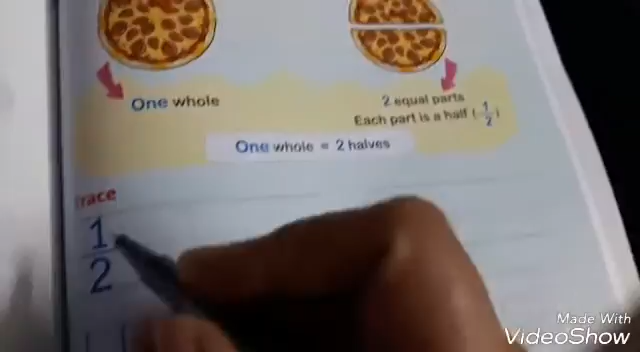 One whole
2 equal parts
Each part is a half (1/2)
One whole = 2 halves
Trace
1
2
Made With
VideoShow